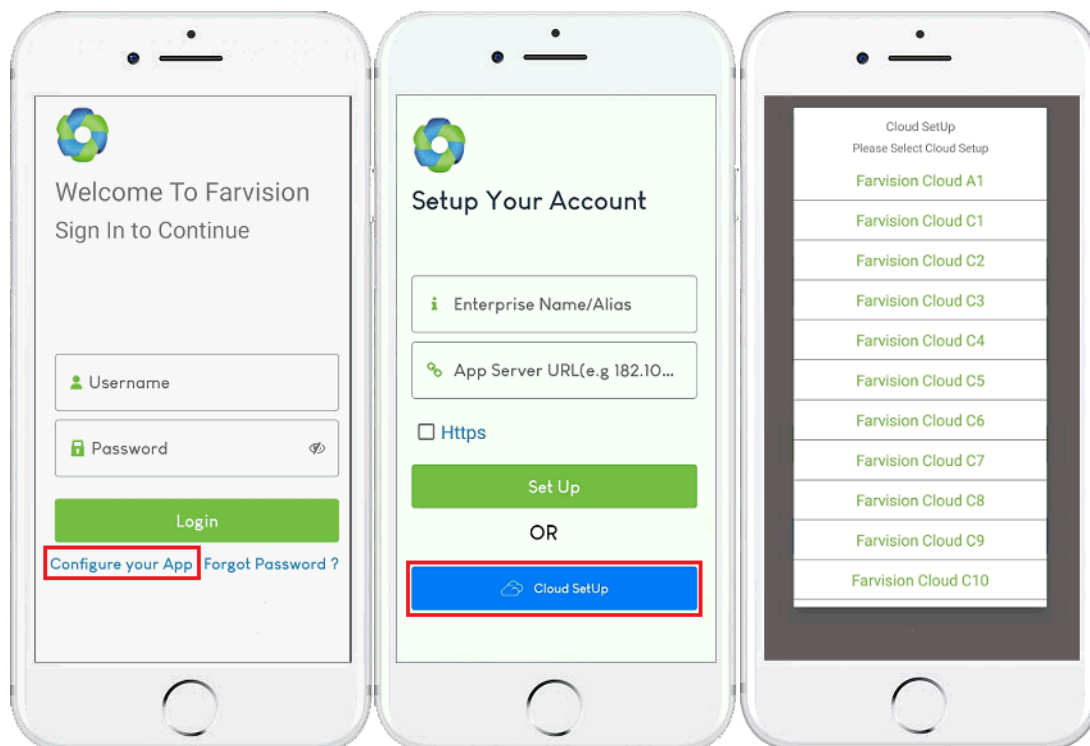 Welcome To Farvision
Sign In to Continue
Username
Password
Login
Configure your App
Forgot Password ?
Setup Your Account
Enterprise Name/Alias
App Server URL(e.g 182.10...
Https
Set Up
OR
Cloud SetUp
Cloud SetUp
Please Select Cloud Setup
Farvision Cloud A1
Farvision Cloud C1
Farvision Cloud C2
Farvision Cloud C3
Farvision Cloud C4
Farvision Cloud C5
Farvision Cloud C6
Farvision Cloud C7
Farvision Cloud C8
Farvision Cloud C9
Farvision Cloud C10